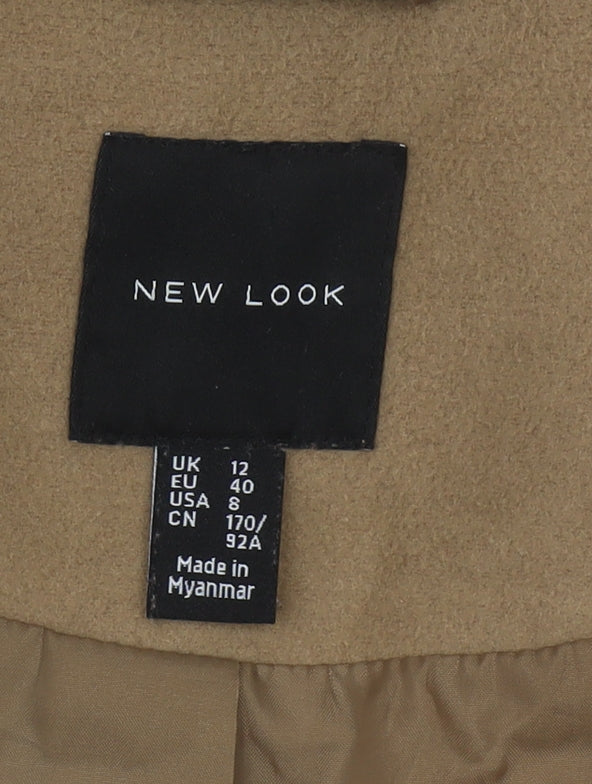 NEW LOOK
UK 12
EU 40
USA 8
CN 170/
92A
Made in
Myanmar